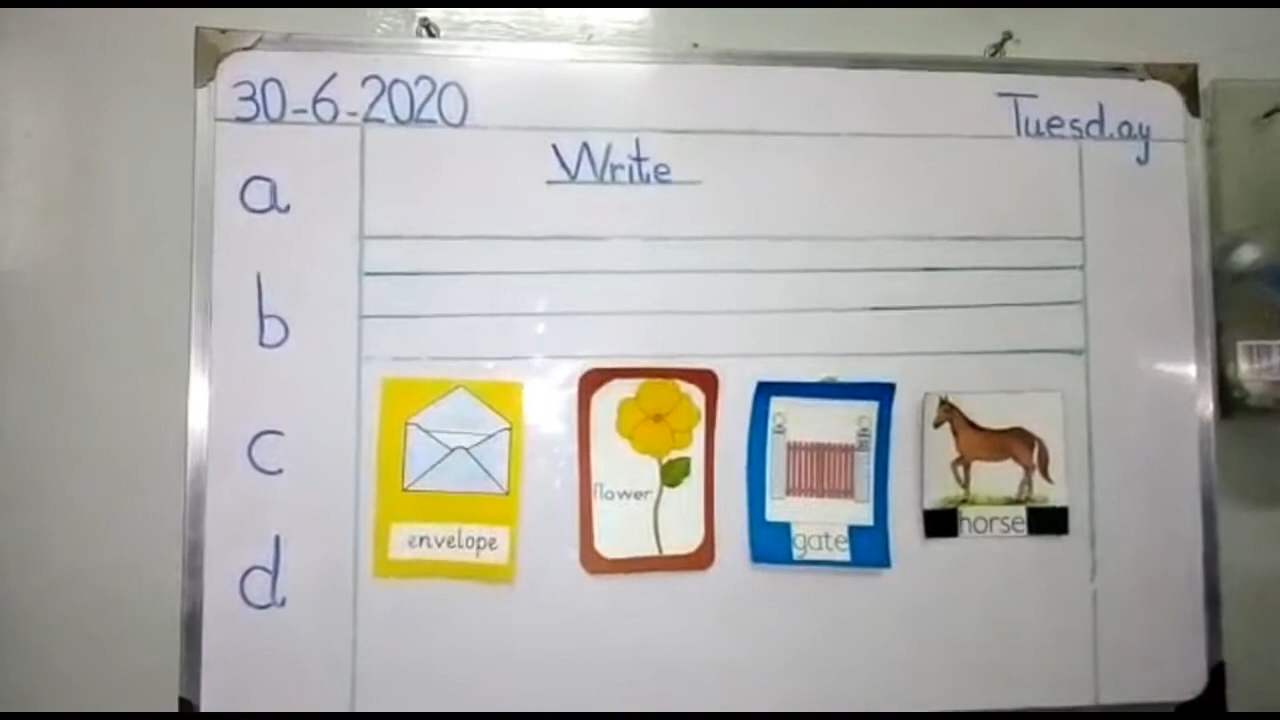 30-6-2020
Tuesday
Write
a
b
c
d
envelope
flower
gate
horse